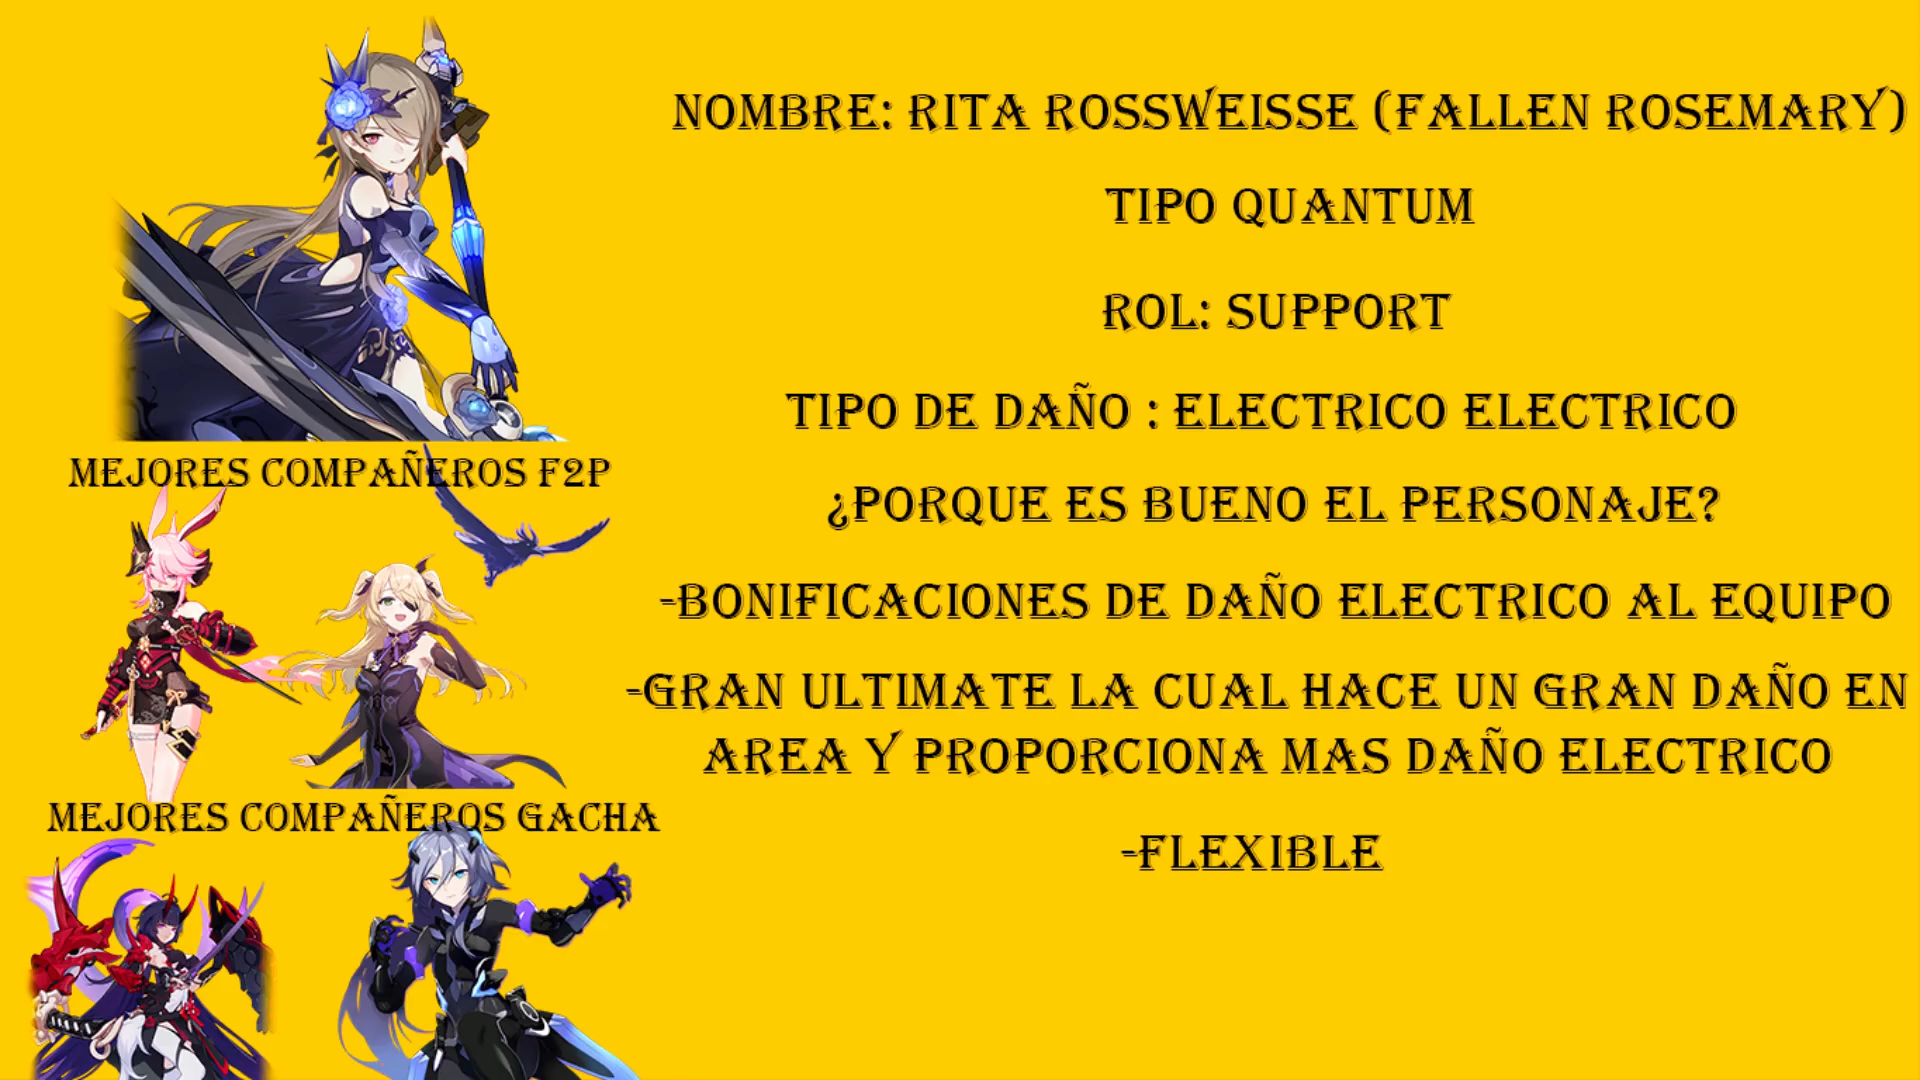 NOMBRE: RITA ROSSWEISSE (FALLEN ROSEMARY)
TIPO QUANTUM
ROL: SUPPORT
TIPO DE DAÑO : ELECTRICO ELECTRICO
¿PORQUE ES BUENO EL PERSONAJE?
-BONIFICACIONES DE DAÑO ELECTRICO AL EQUIPO
-GRAN ULTIMATE LA CUAL HACE UN GRAN DAÑO EN
AREA Y PROPORCIONA MAS DAÑO ELECTRICO
-FLEXIBLE
MEJORES COMPAÑEROS F2P
MEJORES COMPAÑEROS GACHA